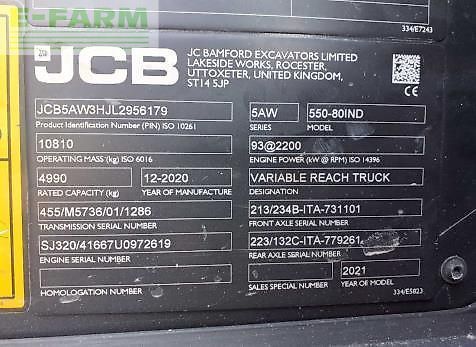 E-FARM
334/E7243
JCB
JC BAMFORD EXCAVATORS LIMITED
LAKESIDE WORKS, ROCESTER,
UTTOXETER, UNITED KINGDOM,
ST14 5JP
JCB5AW3HJL2956179 5AW 550-80IND
Product Identification Number (PIN) ISO 10261 SERIES MODEL
10810 93@2200
OPERATING MASS (kg) ISO 6016 ENGINE POWER (kW @ RPM) ISO 14396
4990 12-2020 VARIABLE REACH TRUCK
RATED CAPACITY (kg) YEAR OF MANUFACTURE DESIGNATION
455/M5736/01/1286 213/234B-ITA-731101
TRANSMISSION SERIAL NUMBER FRONT AXLE SERIAL NUMBER
SJ320/41667U0972619 223/132C-ITA-779261
ENGINE SERIAL NUMBER REAR AXLE SERIAL NUMBER
2021
HOMOLOGATION NUMBER SALES SPECIAL NUMBER YEAR OF MODEL
334/E5823